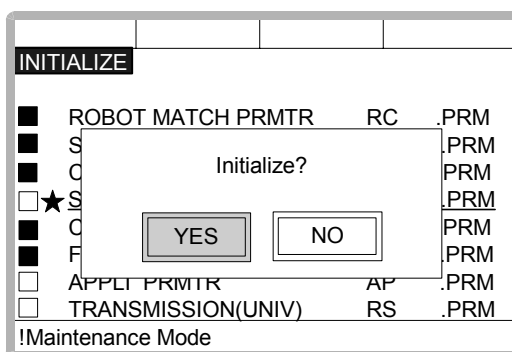 INITIALIZE
ROBOT MATCH PRMTR RC .PRM
S .PRM
Initialize?
C PRM
S .PRM
YES NO
C PRM
F .PRM
APPLI PRMTR AP .PRM
TRANSMISSION(UNIV) RS .PRM
!Maintenance Mode